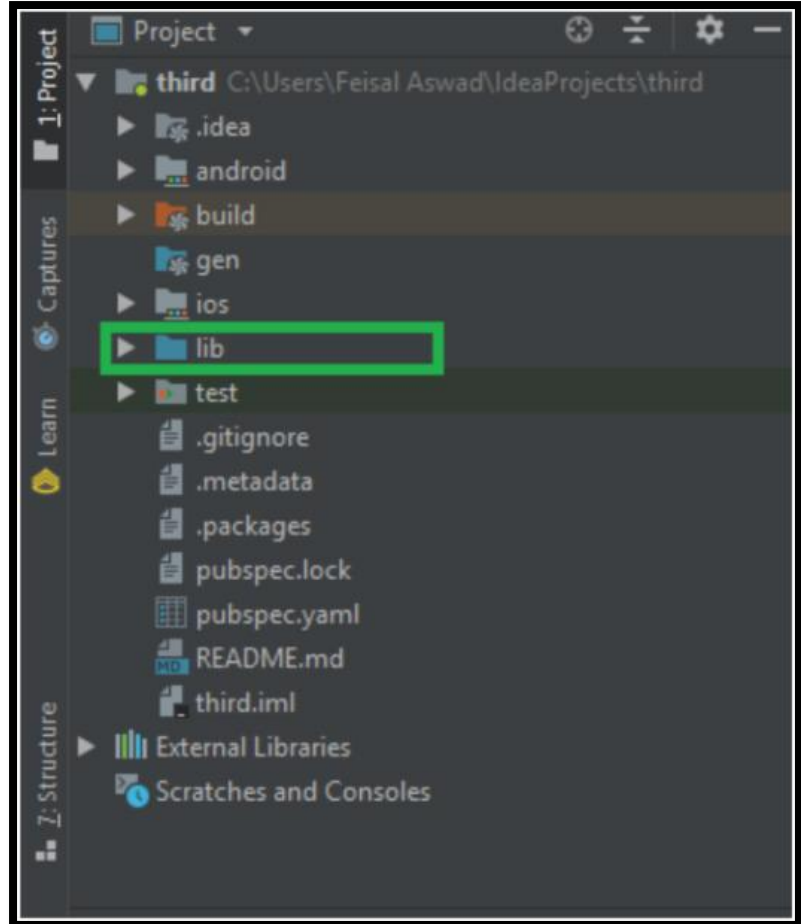 Project
third C:\Users\Feisal Aswad\IdeaProjects\third
.idea
android
build
gen
ios
lib
test
.gitignore
.metadata
.packages
pubspec.lock
pubspec.yaml
MD README.md
third.iml
External Libraries
Scratches and Consoles
1: Project
Captures
Learn
7: Structure